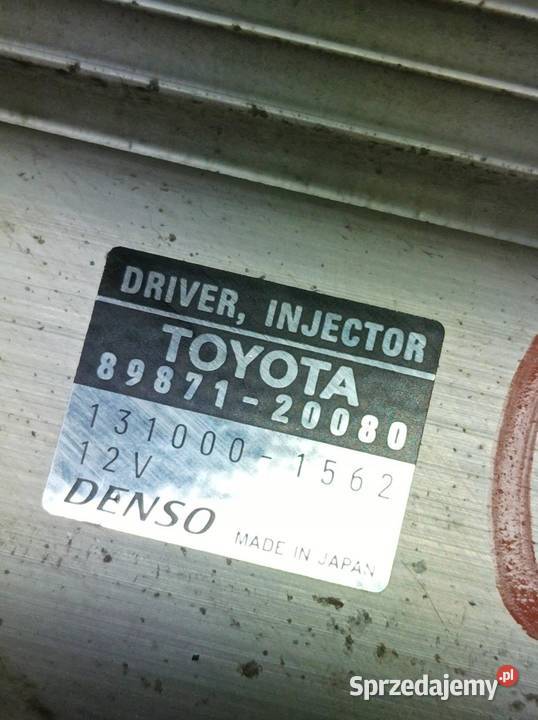 DRIVER, INJECTOR
TOYOTA
89871-20080
131000-1562
12V
DENSO
MADE IN JAPAN
Sprzedajemy.pl